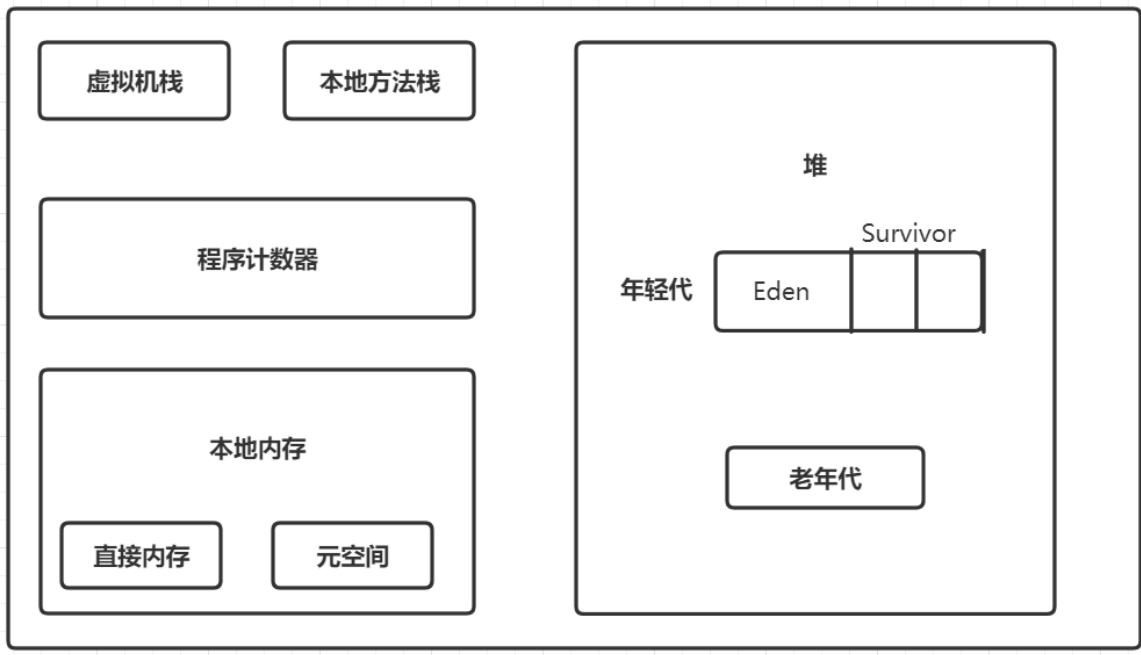 虚拟机栈
本地方法栈
程序计数器
本地内存
直接内存
元空间
堆
Survivor
年轻代
Eden
老年代